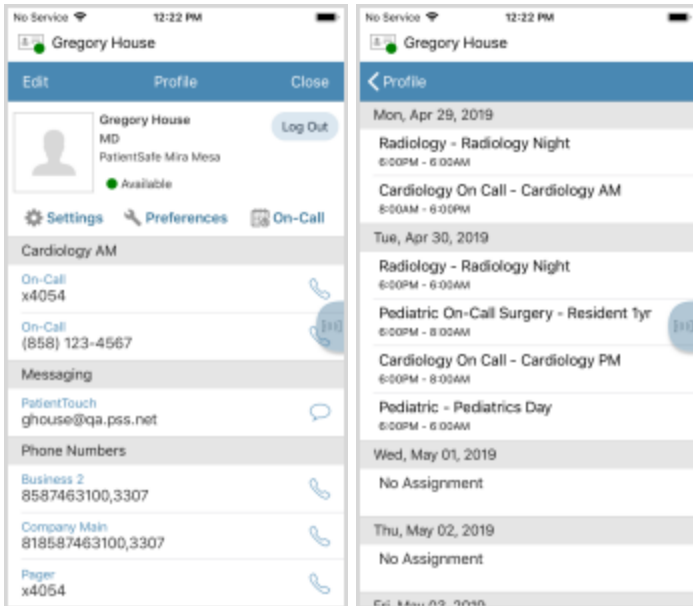 No Service 12:22 PM
Gregory House
Edit Profile Close
Gregory House
MD
PatientSafe Mira Mesa
Available
Log Out
Settings Preferences On-Call
Cardiology AM
On-Call
x4054
On-Call
(858) 123-4567
Messaging
PatientTouch
ghouse@qa.pss.net
Phone Numbers
Business 2
8587463100,3307
Company Main
818587463100,3307
Pager
x4054
No Service 12:22 PM
Gregory House
Profile
Mon, Apr 29, 2019
Radiology - Radiology Night
6:00PM - 6:00AM
Cardiology On Call - Cardiology AM
8:00AM - 6:00PM
Tue, Apr 30, 2019
Radiology - Radiology Night
6:00PM - 6:00AM
Pediatric On-Call Surgery - Resident 1yr
6:00PM - 8:00AM
Cardiology On Call - Cardiology PM
6:00PM - 8:00AM
Pediatric - Pediatrics Day
6:00PM - 6:00AM
Wed, May 01, 2019
No Assignment
Thu, May 02, 2019
No Assignment
Fri, May 03, 2019